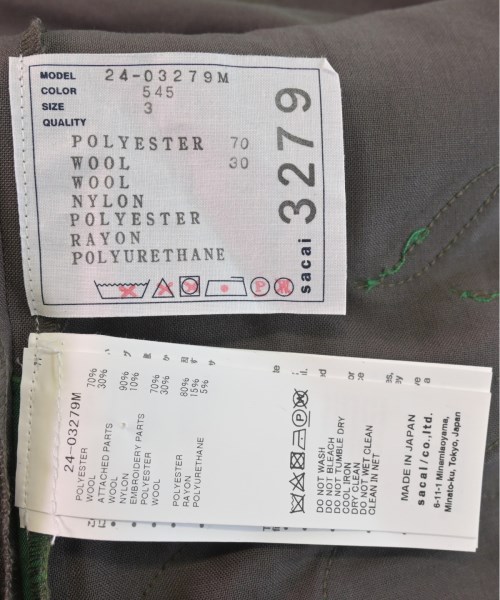 MODEL 24-03279M
COLOR 545
SIZE 3
QUALITY
POLYESTER 70
WOOL 30
WOOL
NYLON
POLYESTER
RAYON
POLYURETHANE
3279
sacai
24-03279M
POLYESTER 70%
WOOL 30%
ATTACHED PARTS
WOOL 90%
NYLON 10%
EMBROIDERY PARTS
POLYESTER 70%
WOOL 30%
POLYESTER 80%
RAYON 15%
POLYURETHANE 5%
DO NOT WASH
DO NOT BLEACH
DO NOT TUMBLE DRY
COOL IRON
DRY CLEAN
DO NOT WET CLEAN
CLEAN IN NET
MADE IN JAPAN
sacai/co.,ltd.
6-11-1 Minamiaoyama,
Minato-ku, Tokyo, Japan